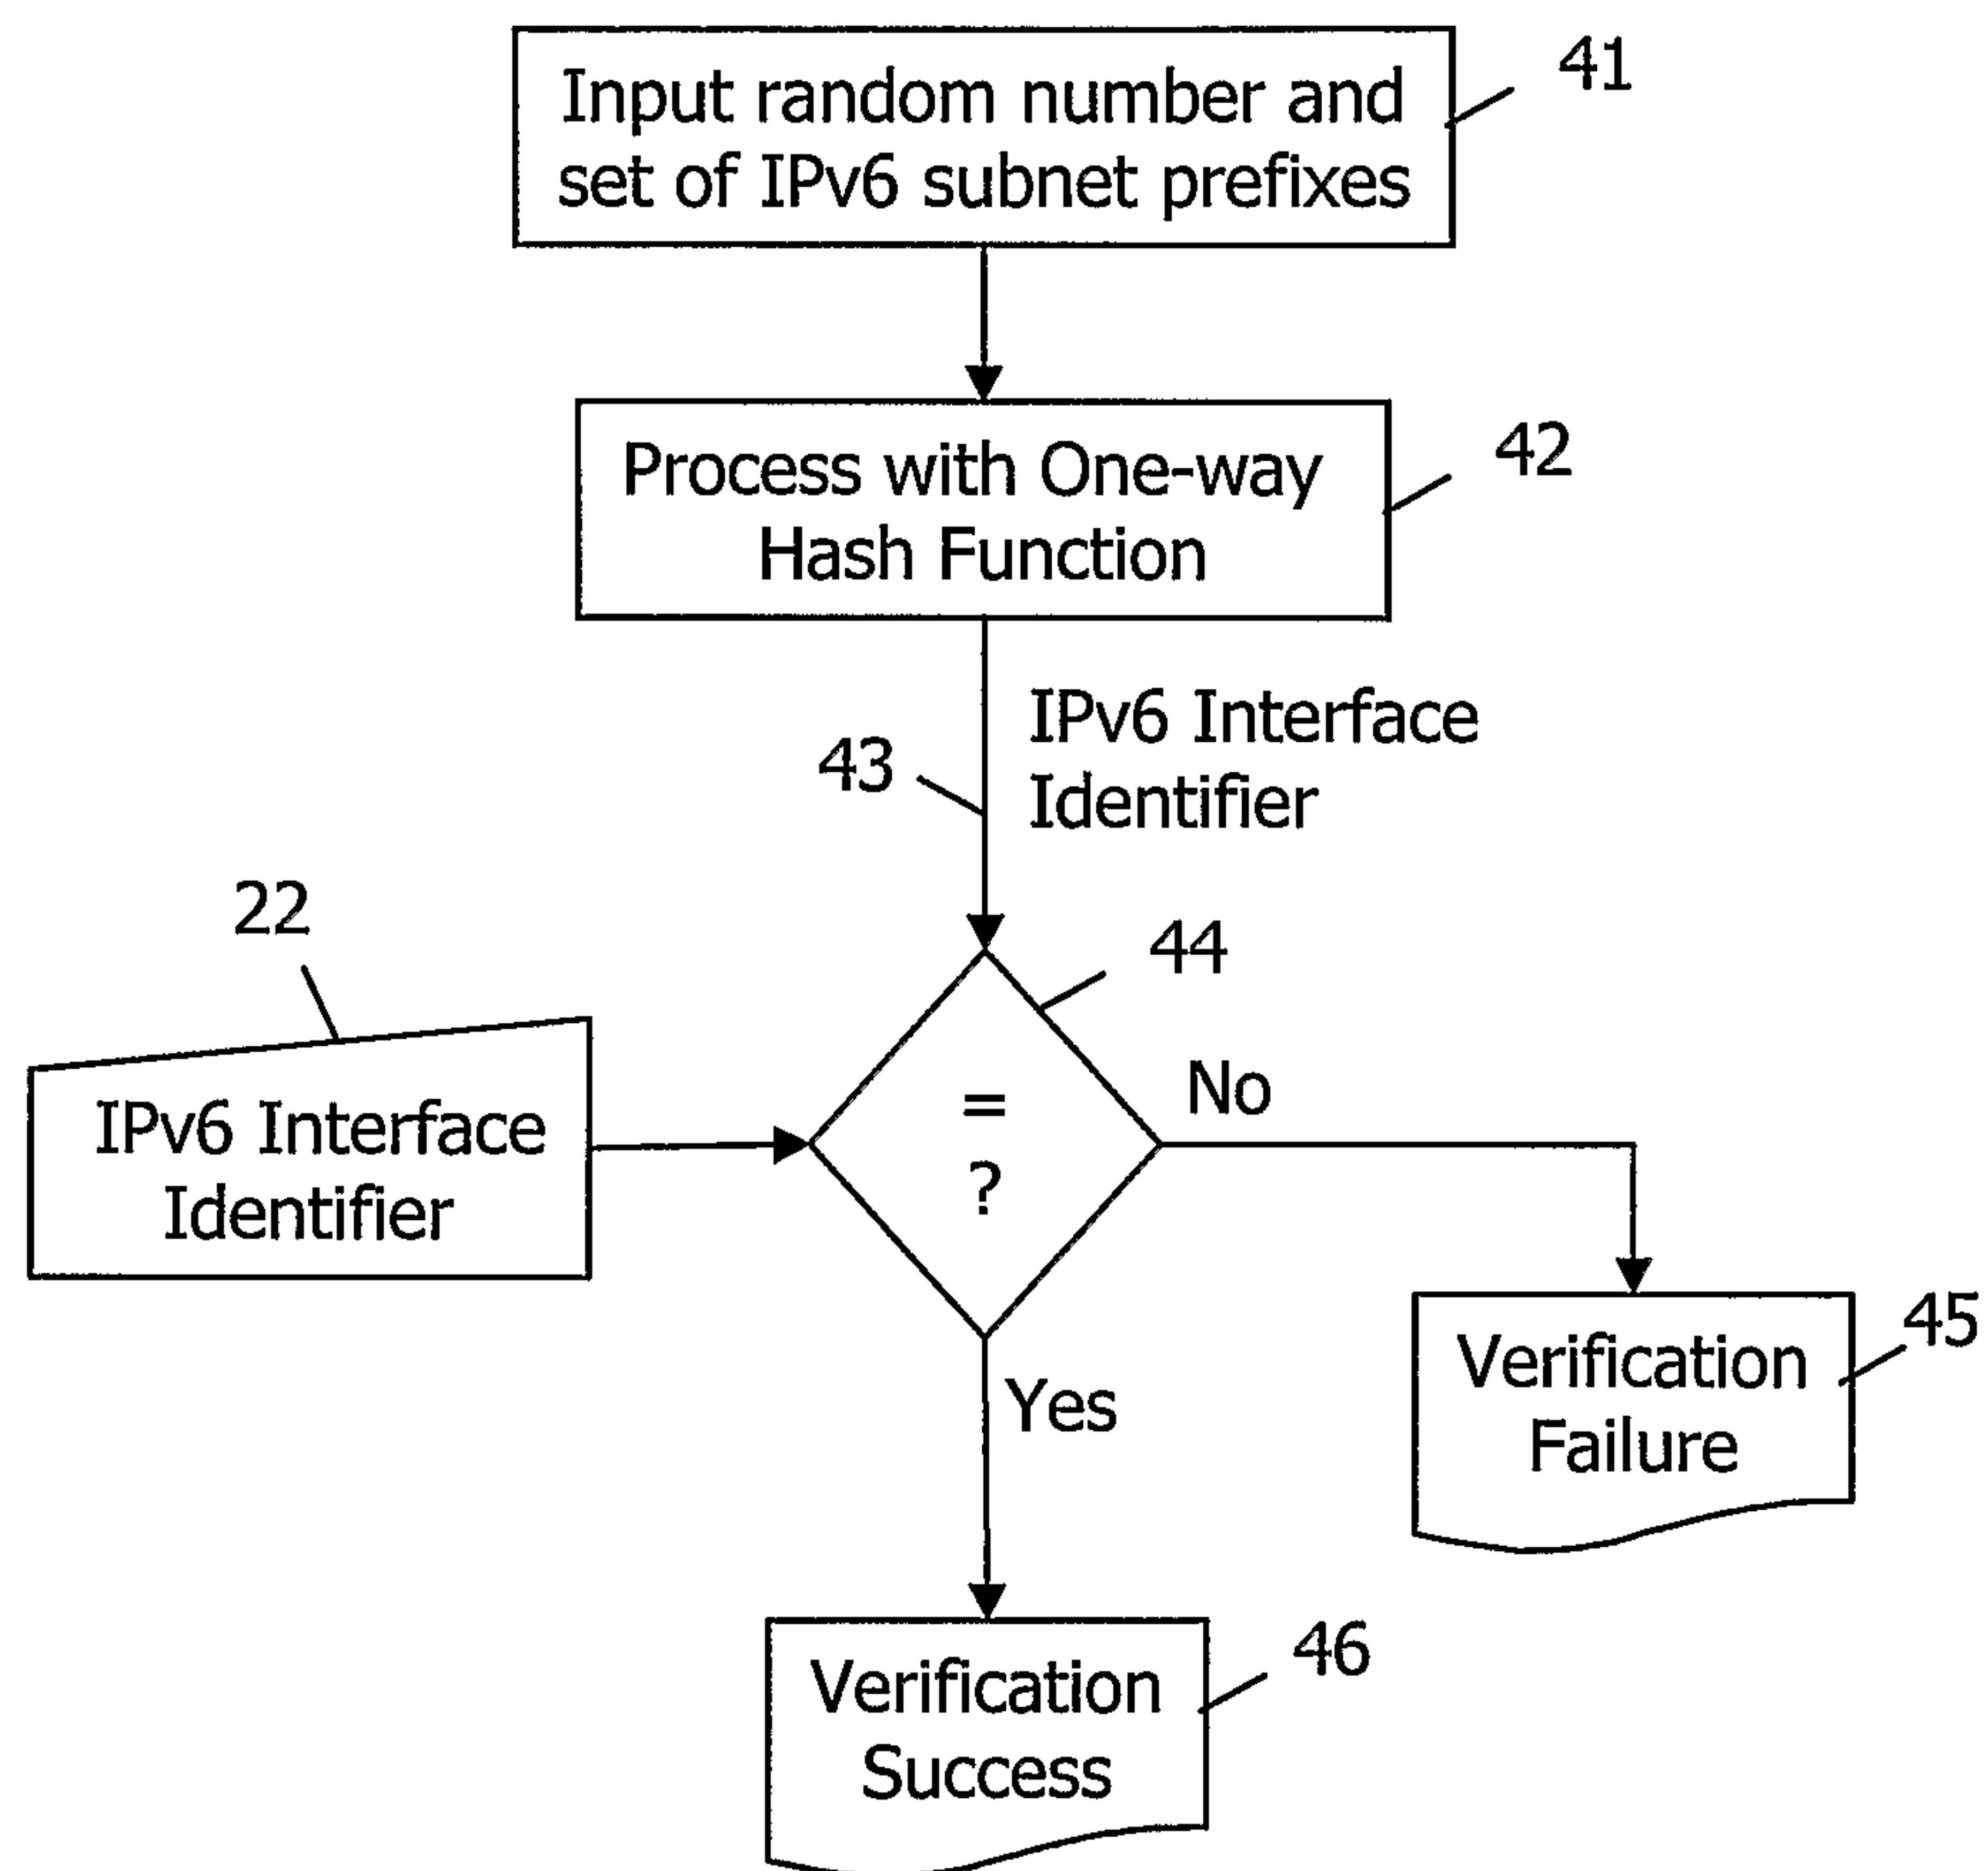 Input random number and
set of IPv6 subnet prefixes
41
Process with One-way
Hash Function
42
IPv6 Interface
Identifier
43
22
IPv6 Interface
Identifier
44
=
?
No
Yes
Verification
Failure
45
Verification
Success
46